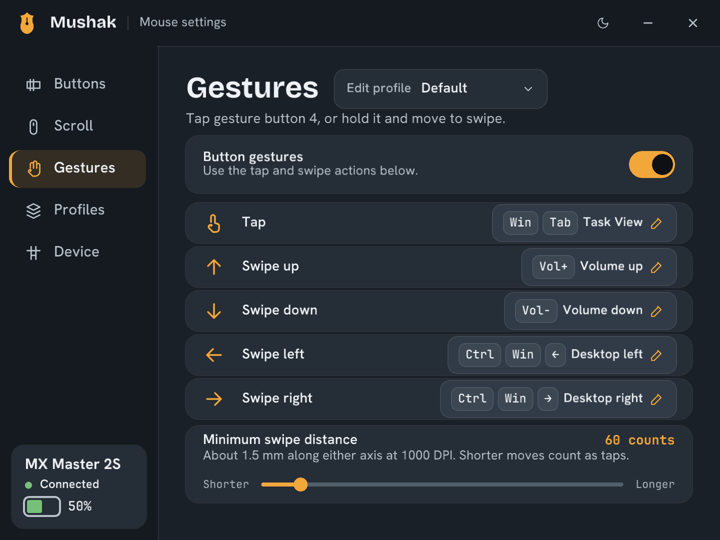 Mushak
Mouse settings
Buttons
Scroll
Gestures
Profiles
Device
MX Master 2S
Connected
50%
Gestures
Edit profile Default
Tap gesture button 4, or hold it and move to swipe.
Button gestures
Use the tap and swipe actions below.
Tap Win Tab Task View
Swipe up Vol+ Volume up
Swipe down Vol- Volume down
Swipe left Ctrl Win ← Desktop left
Swipe right Ctrl Win → Desktop right
Minimum swipe distance 60 counts
About 1.5 mm along either axis at 1000 DPI. Shorter moves count as taps.
Shorter Longer